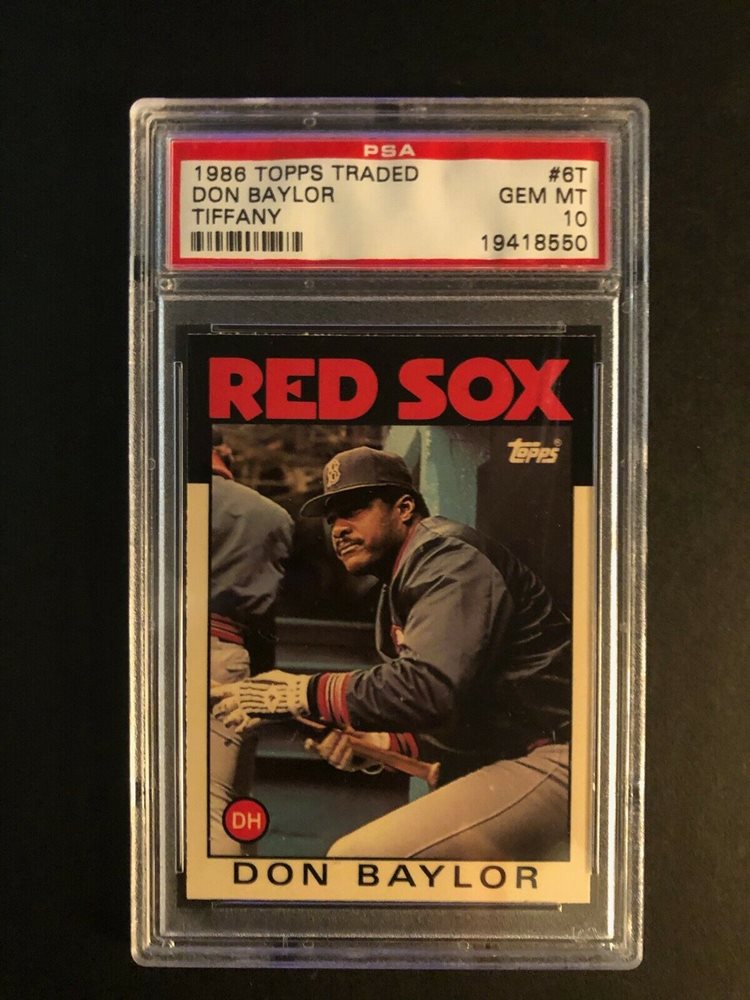 PSA
1986 TOPPS TRADED #6T
DON BAYLOR GEM MT
TIFFANY 10
19418550
RED SOX
topps®
B
DH
DON BAYLOR